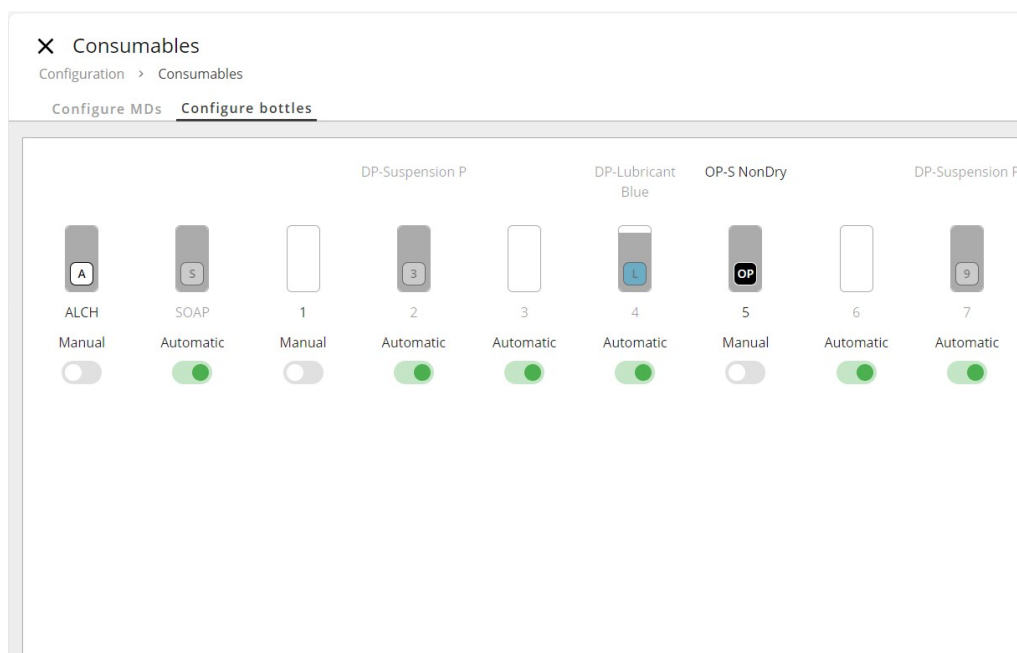 Consumables
Configuration > Consumables
Configure MDs Configure bottles
DP-Suspension P DP-Lubricant Blue OP-S NonDry DP-Suspension P
A S 3 L OP 9
ALCH SOAP 1 2 3 4 5 6 7
Manual Automatic Manual Automatic Automatic Automatic Manual Automatic Automatic